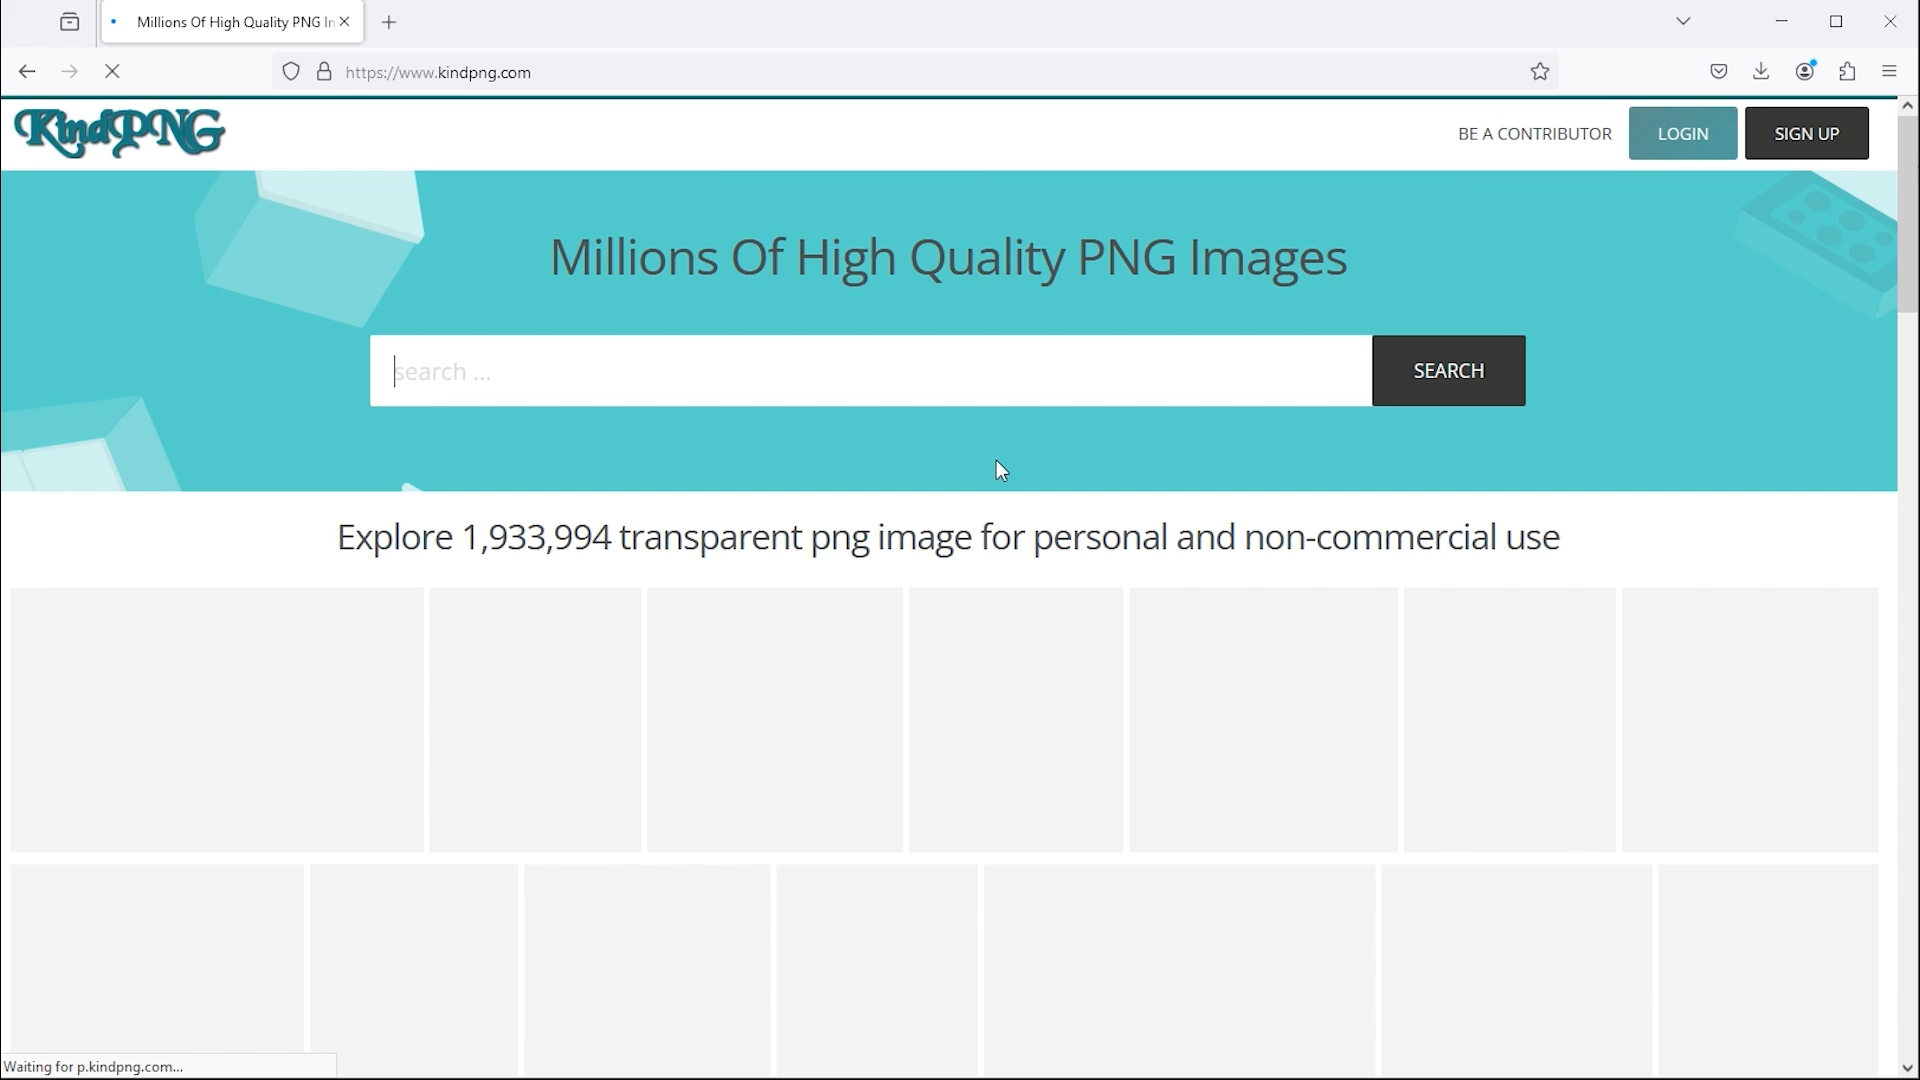 Millions Of High Quality PNG In
https://www.kindpng.com
KindPNG
BE A CONTRIBUTOR
LOGIN
SIGN UP
Millions Of High Quality PNG Images
search ...
SEARCH
Explore 1,933,994 transparent png image for personal and non-commercial use
Waiting for p.kindpng.com...